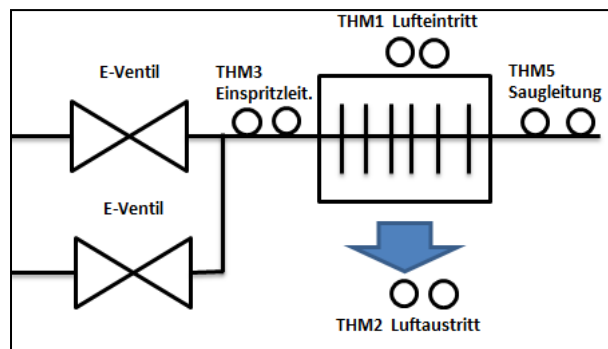 THM1 Lufteintritt
E-Ventil
THM3
Einspritzleit.
THM5
Saugleitung
E-Ventil
THM2 Luftaustritt